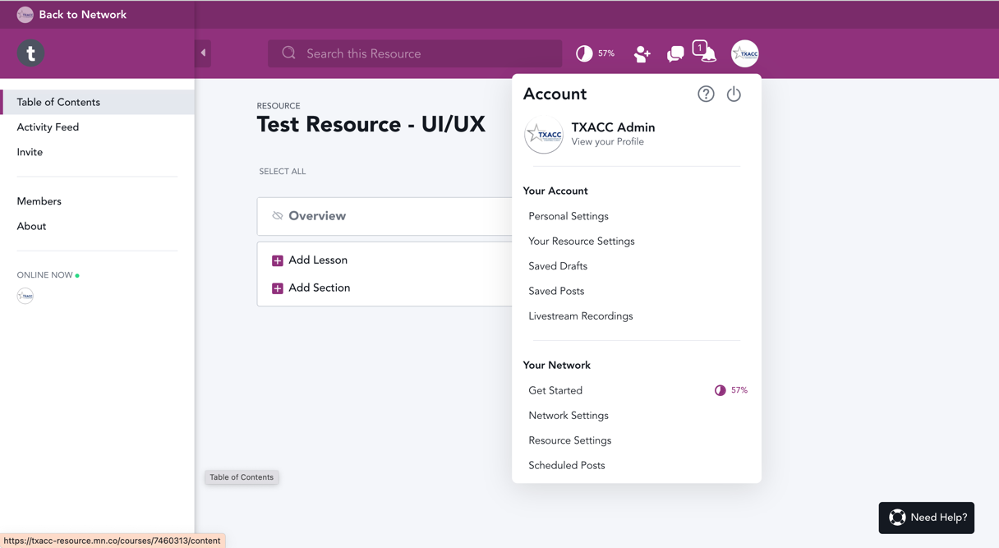 Back to Network
t
Search this Resource
57%
1
TXACC
Table of Contents
Activity Feed
Invite
Members
About
ONLINE NOW
TXACC
RESOURCE
Test Resource - UI/UX
SELECT ALL
Overview
Add Lesson
Add Section
Account
TXACC
TXACC Admin
View your Profile
Your Account
Personal Settings
Your Resource Settings
Saved Drafts
Saved Posts
Livestream Recordings
Your Network
Get Started
57%
Network Settings
Resource Settings
Scheduled Posts
Table of Contents
Need Help?
https://txacc-resource.mn.co/courses/7460313/content